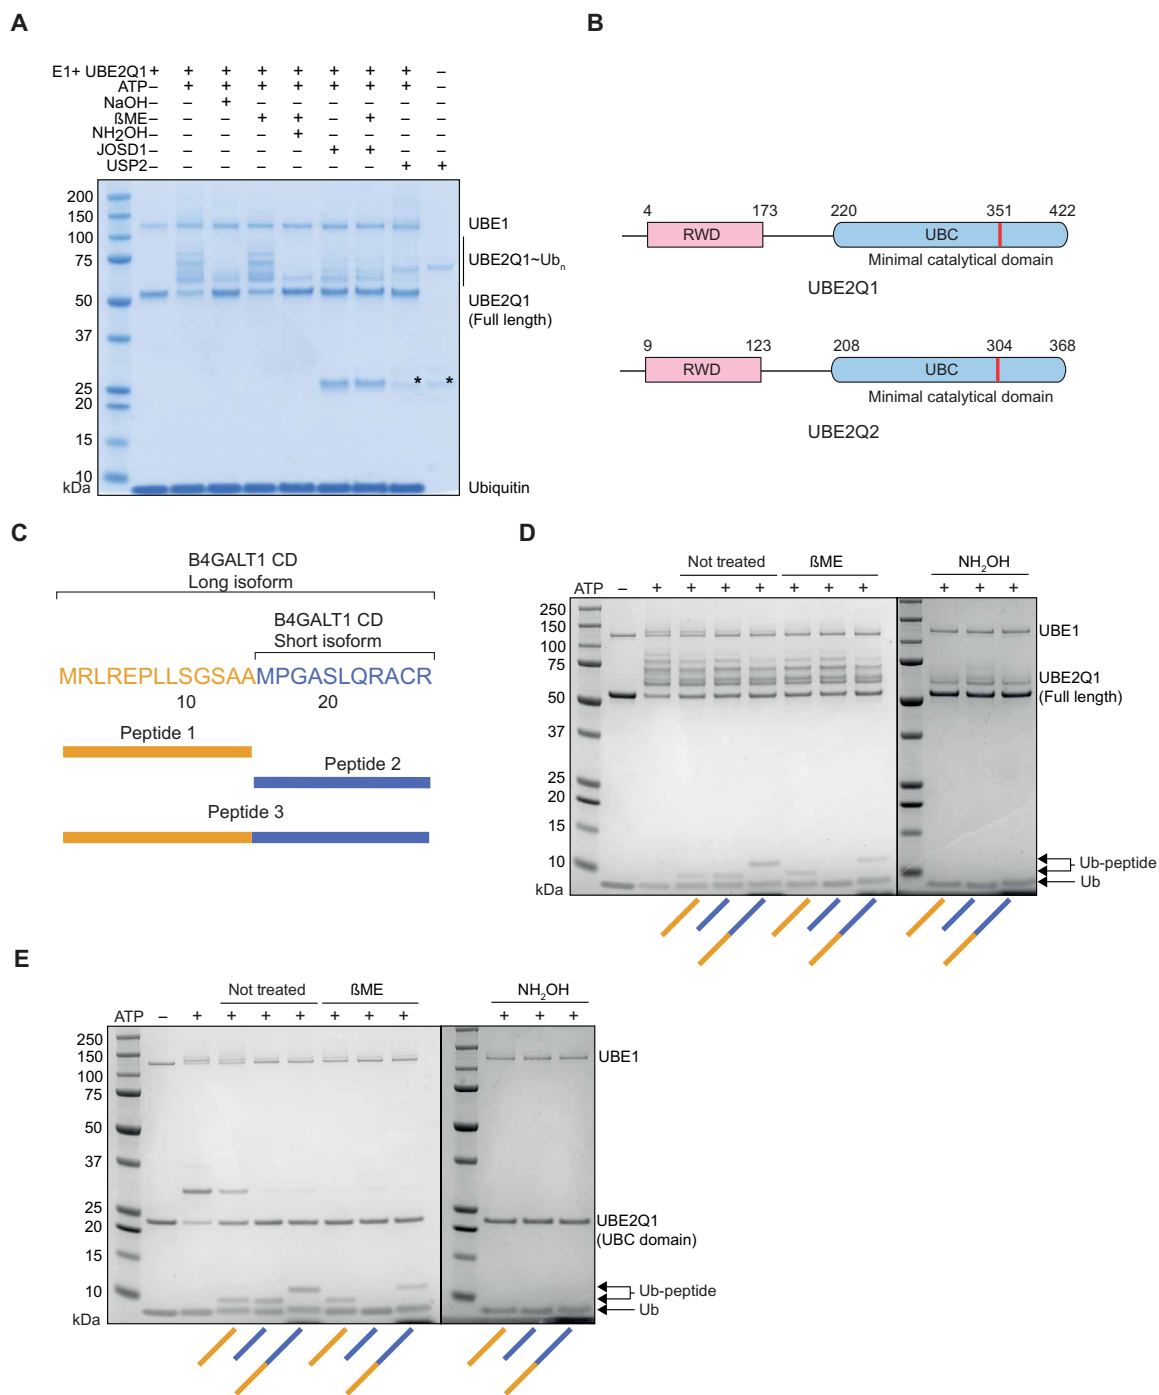 A
E1+ UBE2Q1 + + + + + + + + –
ATP – + + + + + + + –
NaOH – – + – – – – – –
ßME – – – + + – + – –
NH2OH – – – – + – – – –
JOSD1 – – – – – + + – –
USP2 – – – – – – – + +
200
150
100
75
50
37
25
20
15
10
kDa
UBE1
UBE2Q1~Ubn
UBE2Q1
(Full length)
* *
Ubiquitin
B
4 173 220 351 422
RWD UBC
Minimal catalytical domain
UBE2Q1
9 123 208 304 368
RWD UBC
Minimal catalytical domain
UBE2Q2
C
B4GALT1 CD
Long isoform
B4GALT1 CD
Short isoform
MRLREPLLSGSAAMPGASLQRACR
10 20
Peptide 1
Peptide 2
Peptide 3
D
Not treated ßME NH2OH
ATP – + + + + + + + + + +
250
150
100
75
50
37
25
20
15
10
kDa
UBE1
UBE2Q1
(Full length)
Ub-peptide
Ub
E
Not treated ßME NH2OH
ATP – + + + + + + + + + +
250
150
100
75
50
37
25
20
15
10
kDa
UBE1
UBE2Q1
(UBC domain)
Ub-peptide
Ub